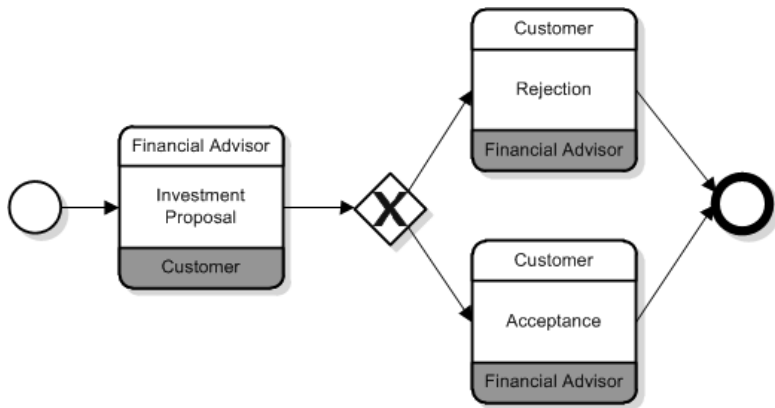 Financial Advisor
Investment
Proposal
Customer
X
Customer
Rejection
Financial Advisor
Customer
Acceptance
Financial Advisor